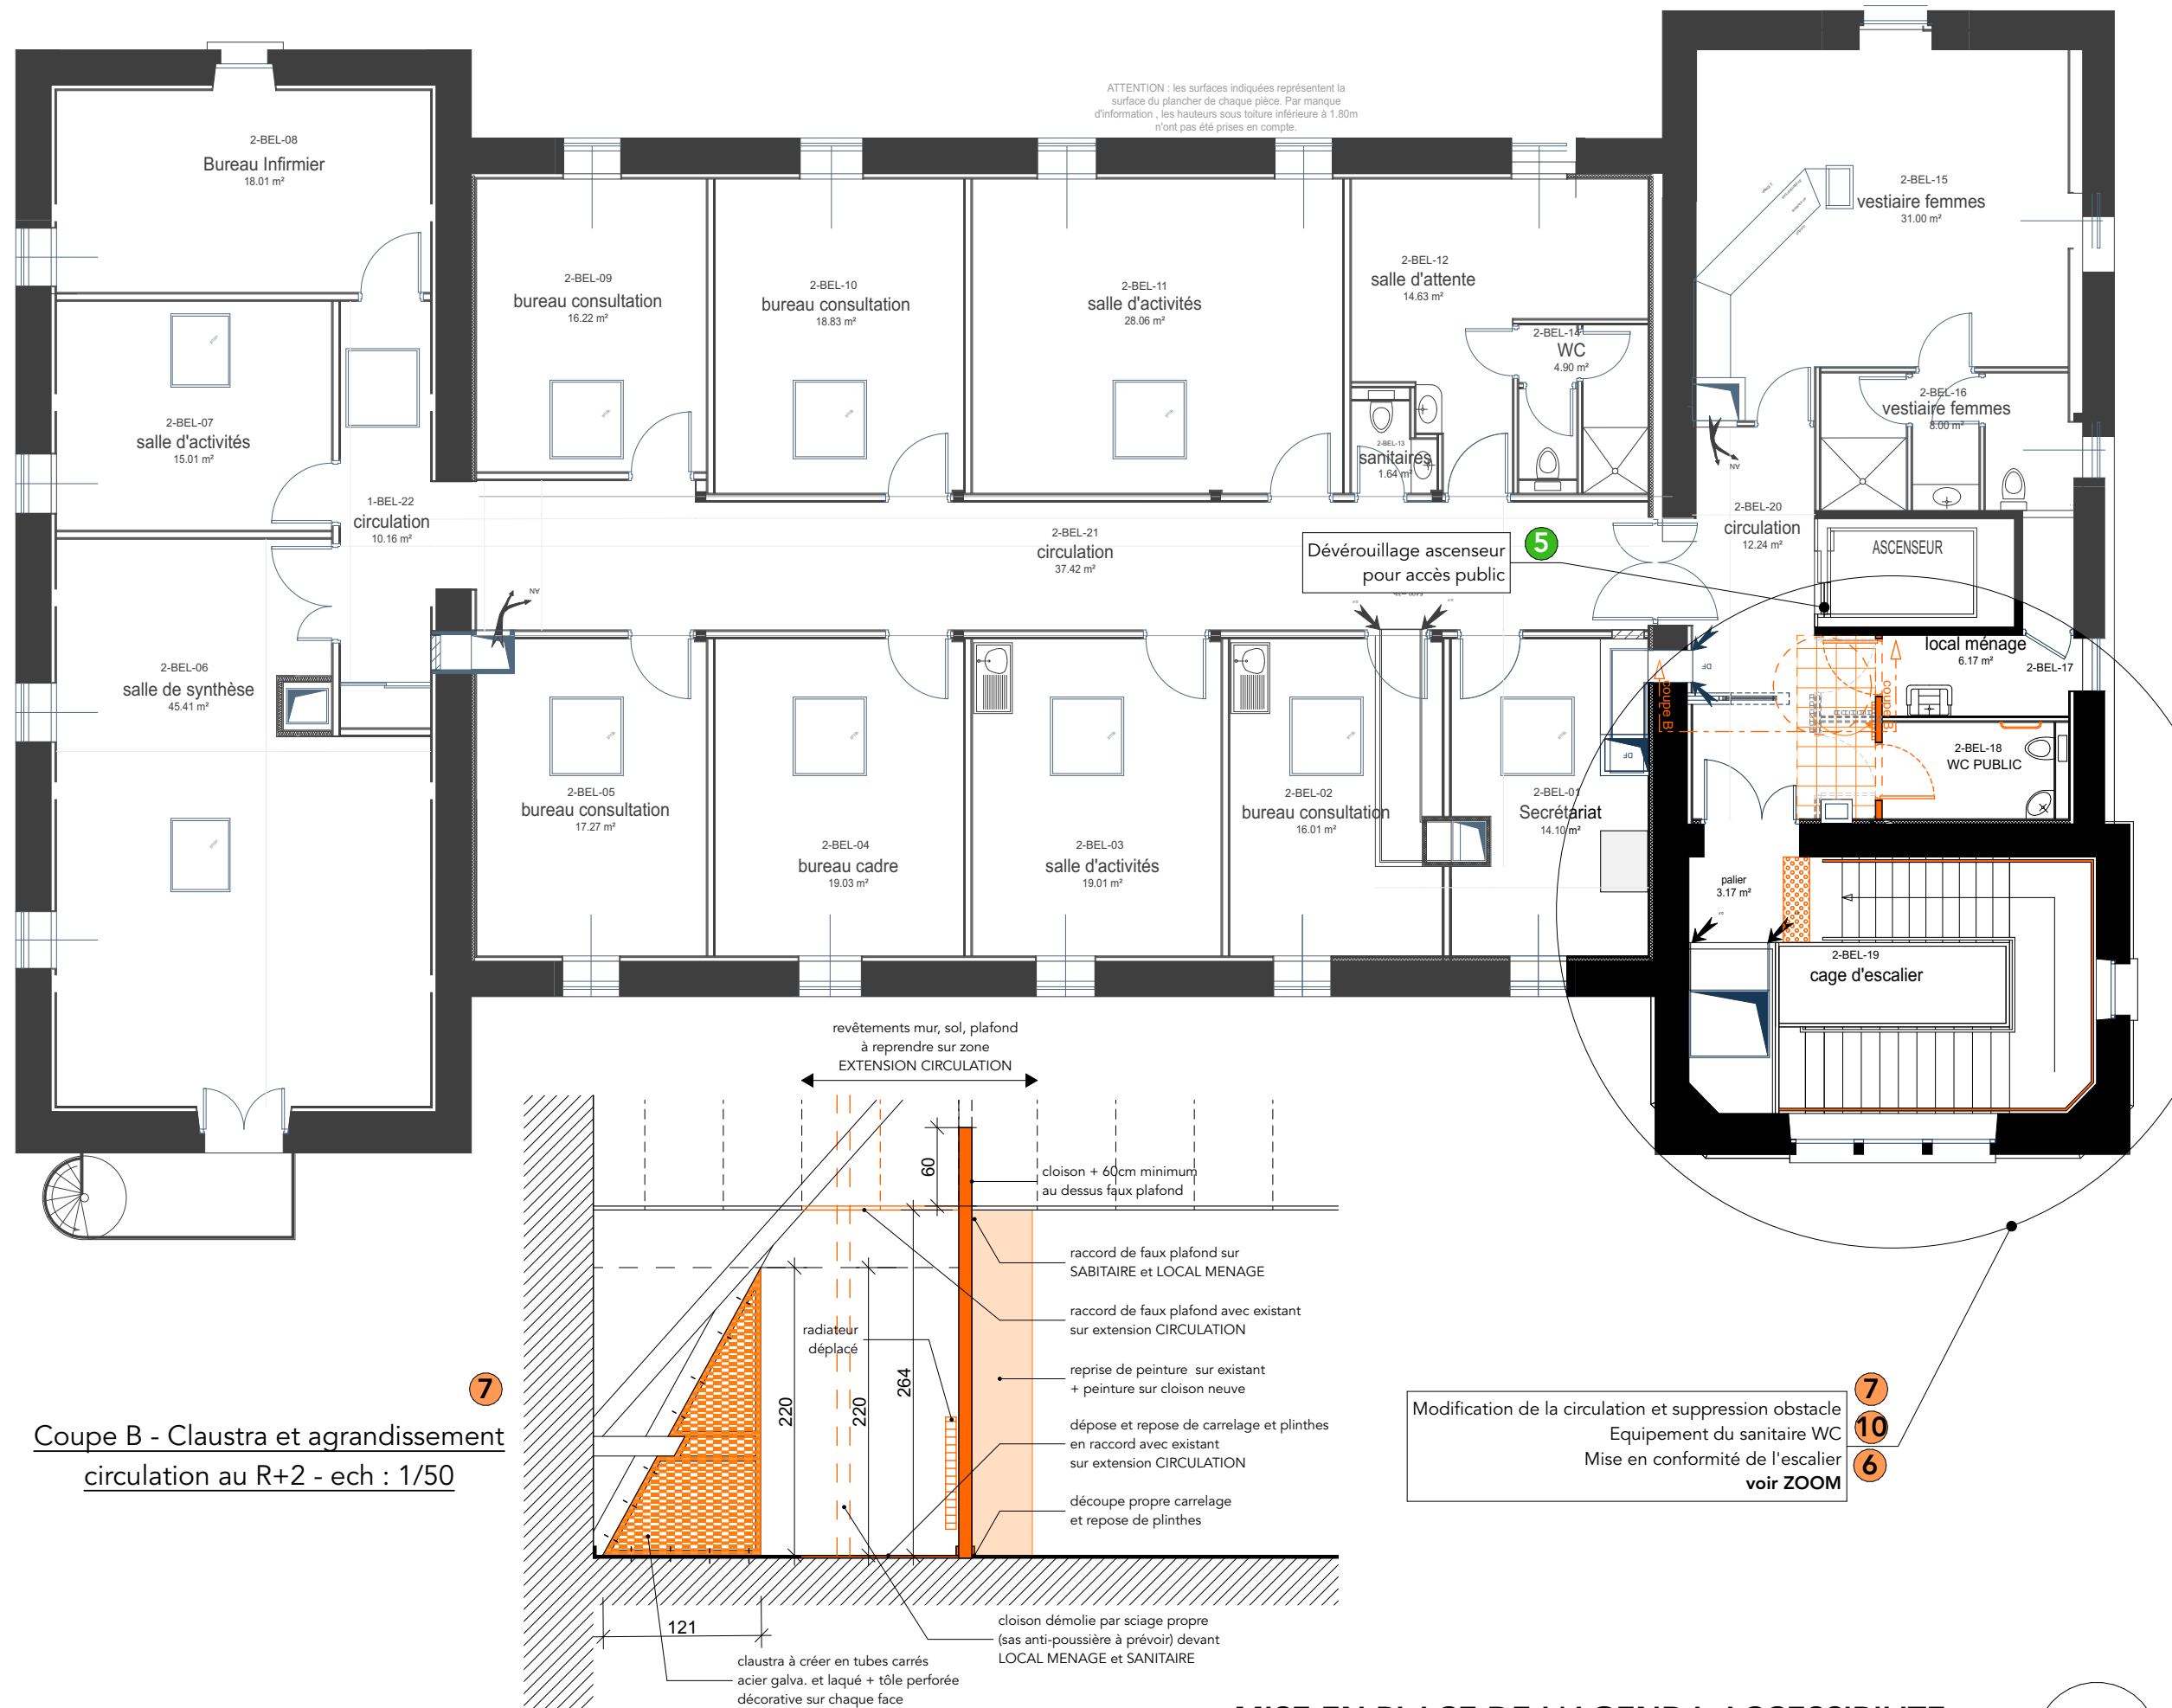 ATTENTION : les surfaces indiquées représentent la
surface du plancher de chaque pièce. Par manque
d'information , les hauteurs sous toiture inférieure à 1.80m
n'ont pas été prises en compte.
2-BEL-08
Bureau Infirmier
18.01 m²
2-BEL-15
vestiaire femmes
31.00 m²
2-BEL-09
bureau consultation
16.22 m²
2-BEL-10
bureau consultation
18.83 m²
2-BEL-11
salle d'activités
28.06 m²
2-BEL-12
salle d'attente
14.63 m²
2-BEL-14
WC
4.90 m²
2-BEL-16
vestiaire femmes
8.00 m²
2-BEL-07
salle d'activités
15.01 m²
2-BEL-13
sanitaires
1.64 m²
AN
1-BEL-22
circulation
10.16 m²
2-BEL-21
circulation
37.42 m²
2-BEL-20
circulation
12.24 m²
Dévérouillage ascenseur
pour accès public
5
ASCENSEUR
AN
local ménage
6.17 m²
2-BEL-17
DF
coupe B
coupe B
2-BEL-06
salle de synthèse
45.41 m²
DF
2-BEL-18
WC PUBLIC
2-BEL-05
bureau consultation
17.27 m²
2-BEL-04
bureau cadre
19.03 m²
2-BEL-03
salle d'activités
19.01 m²
2-BEL-02
bureau consultation
16.01 m²
2-BEL-01
Secrétariat
14.10 m²
palier
3.17 m²
2-BEL-19
cage d'escalier
revêtements mur, sol, plafond
à reprendre sur zone
EXTENSION CIRCULATION
60
cloison + 60cm minimum
au dessus faux plafond
raccord de faux plafond sur
SABITAIRE et LOCAL MENAGE
raccord de faux plafond avec existant
sur extension CIRCULATION
radiateur
déplacé
reprise de peinture sur existant
+ peinture sur cloison neuve
220
220
264
dépose et repose de carrelage et plinthes
en raccord avec existant
sur extension CIRCULATION
découpe propre carrelage
et repose de plinthes
7
Coupe B - Claustra et agrandissement
circulation au R+2 - ech : 1/50
121
cloison démolie par sciage propre
(sas anti-poussière à prévoir) devant
LOCAL MENAGE et SANITAIRE
claustra à créer en tubes carrés
acier galva. et laqué + tôle perforée
décorative sur chaque face
Modification de la circulation et suppression obstacle
7
Equipement du sanitaire WC
10
Mise en conformité de l'escalier
6
voir ZOOM
MISE EN PLACE DE L'AGENDA ACCESSIBILITE